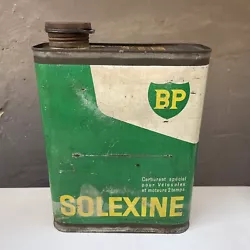 BP
Carburant spécial
pour Vélosolex
et moteurs 2 temps
SOLEXINE